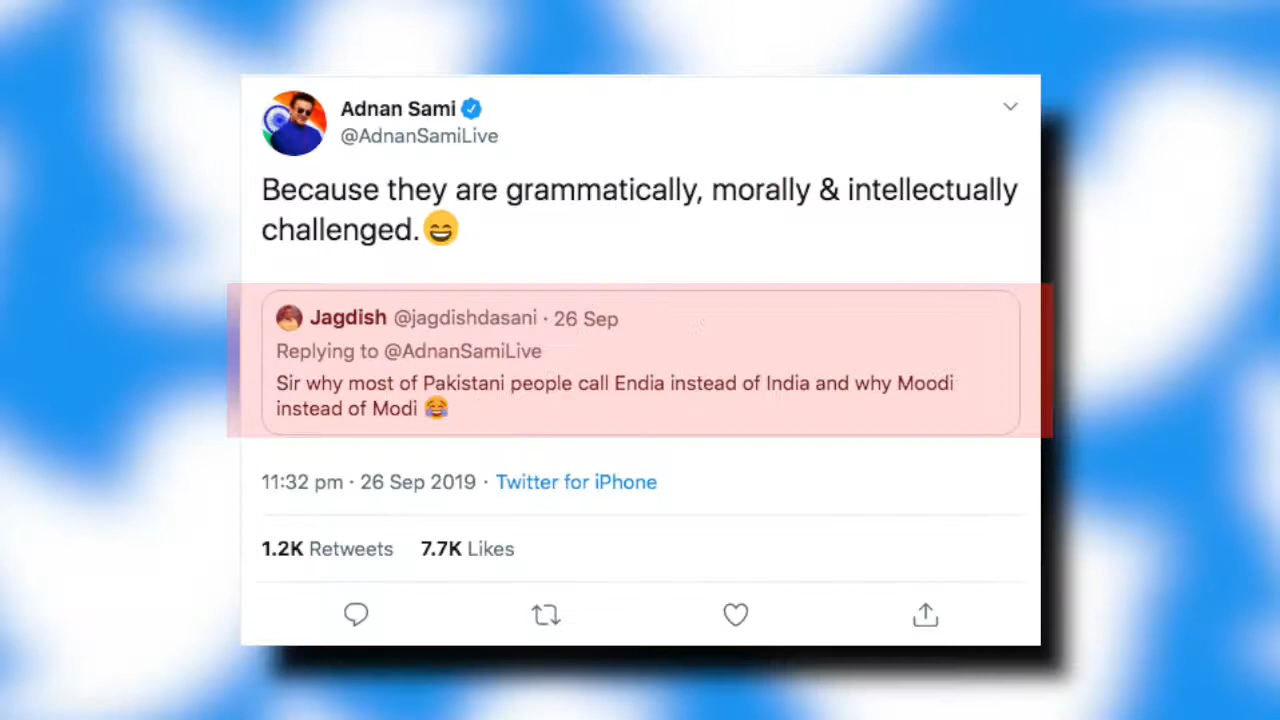 Adnan Sami
@AdnanSamiLive
Because they are grammatically, morally & intellectually
challenged.😄
Jagdish @jagdishdasani · 26 Sep
Replying to @AdnanSamiLive
Sir why most of Pakistani people call Endia instead of India and why Moodi
instead of Modi 😂
11:32 pm · 26 Sep 2019 · Twitter for iPhone
1.2K Retweets 7.7K Likes